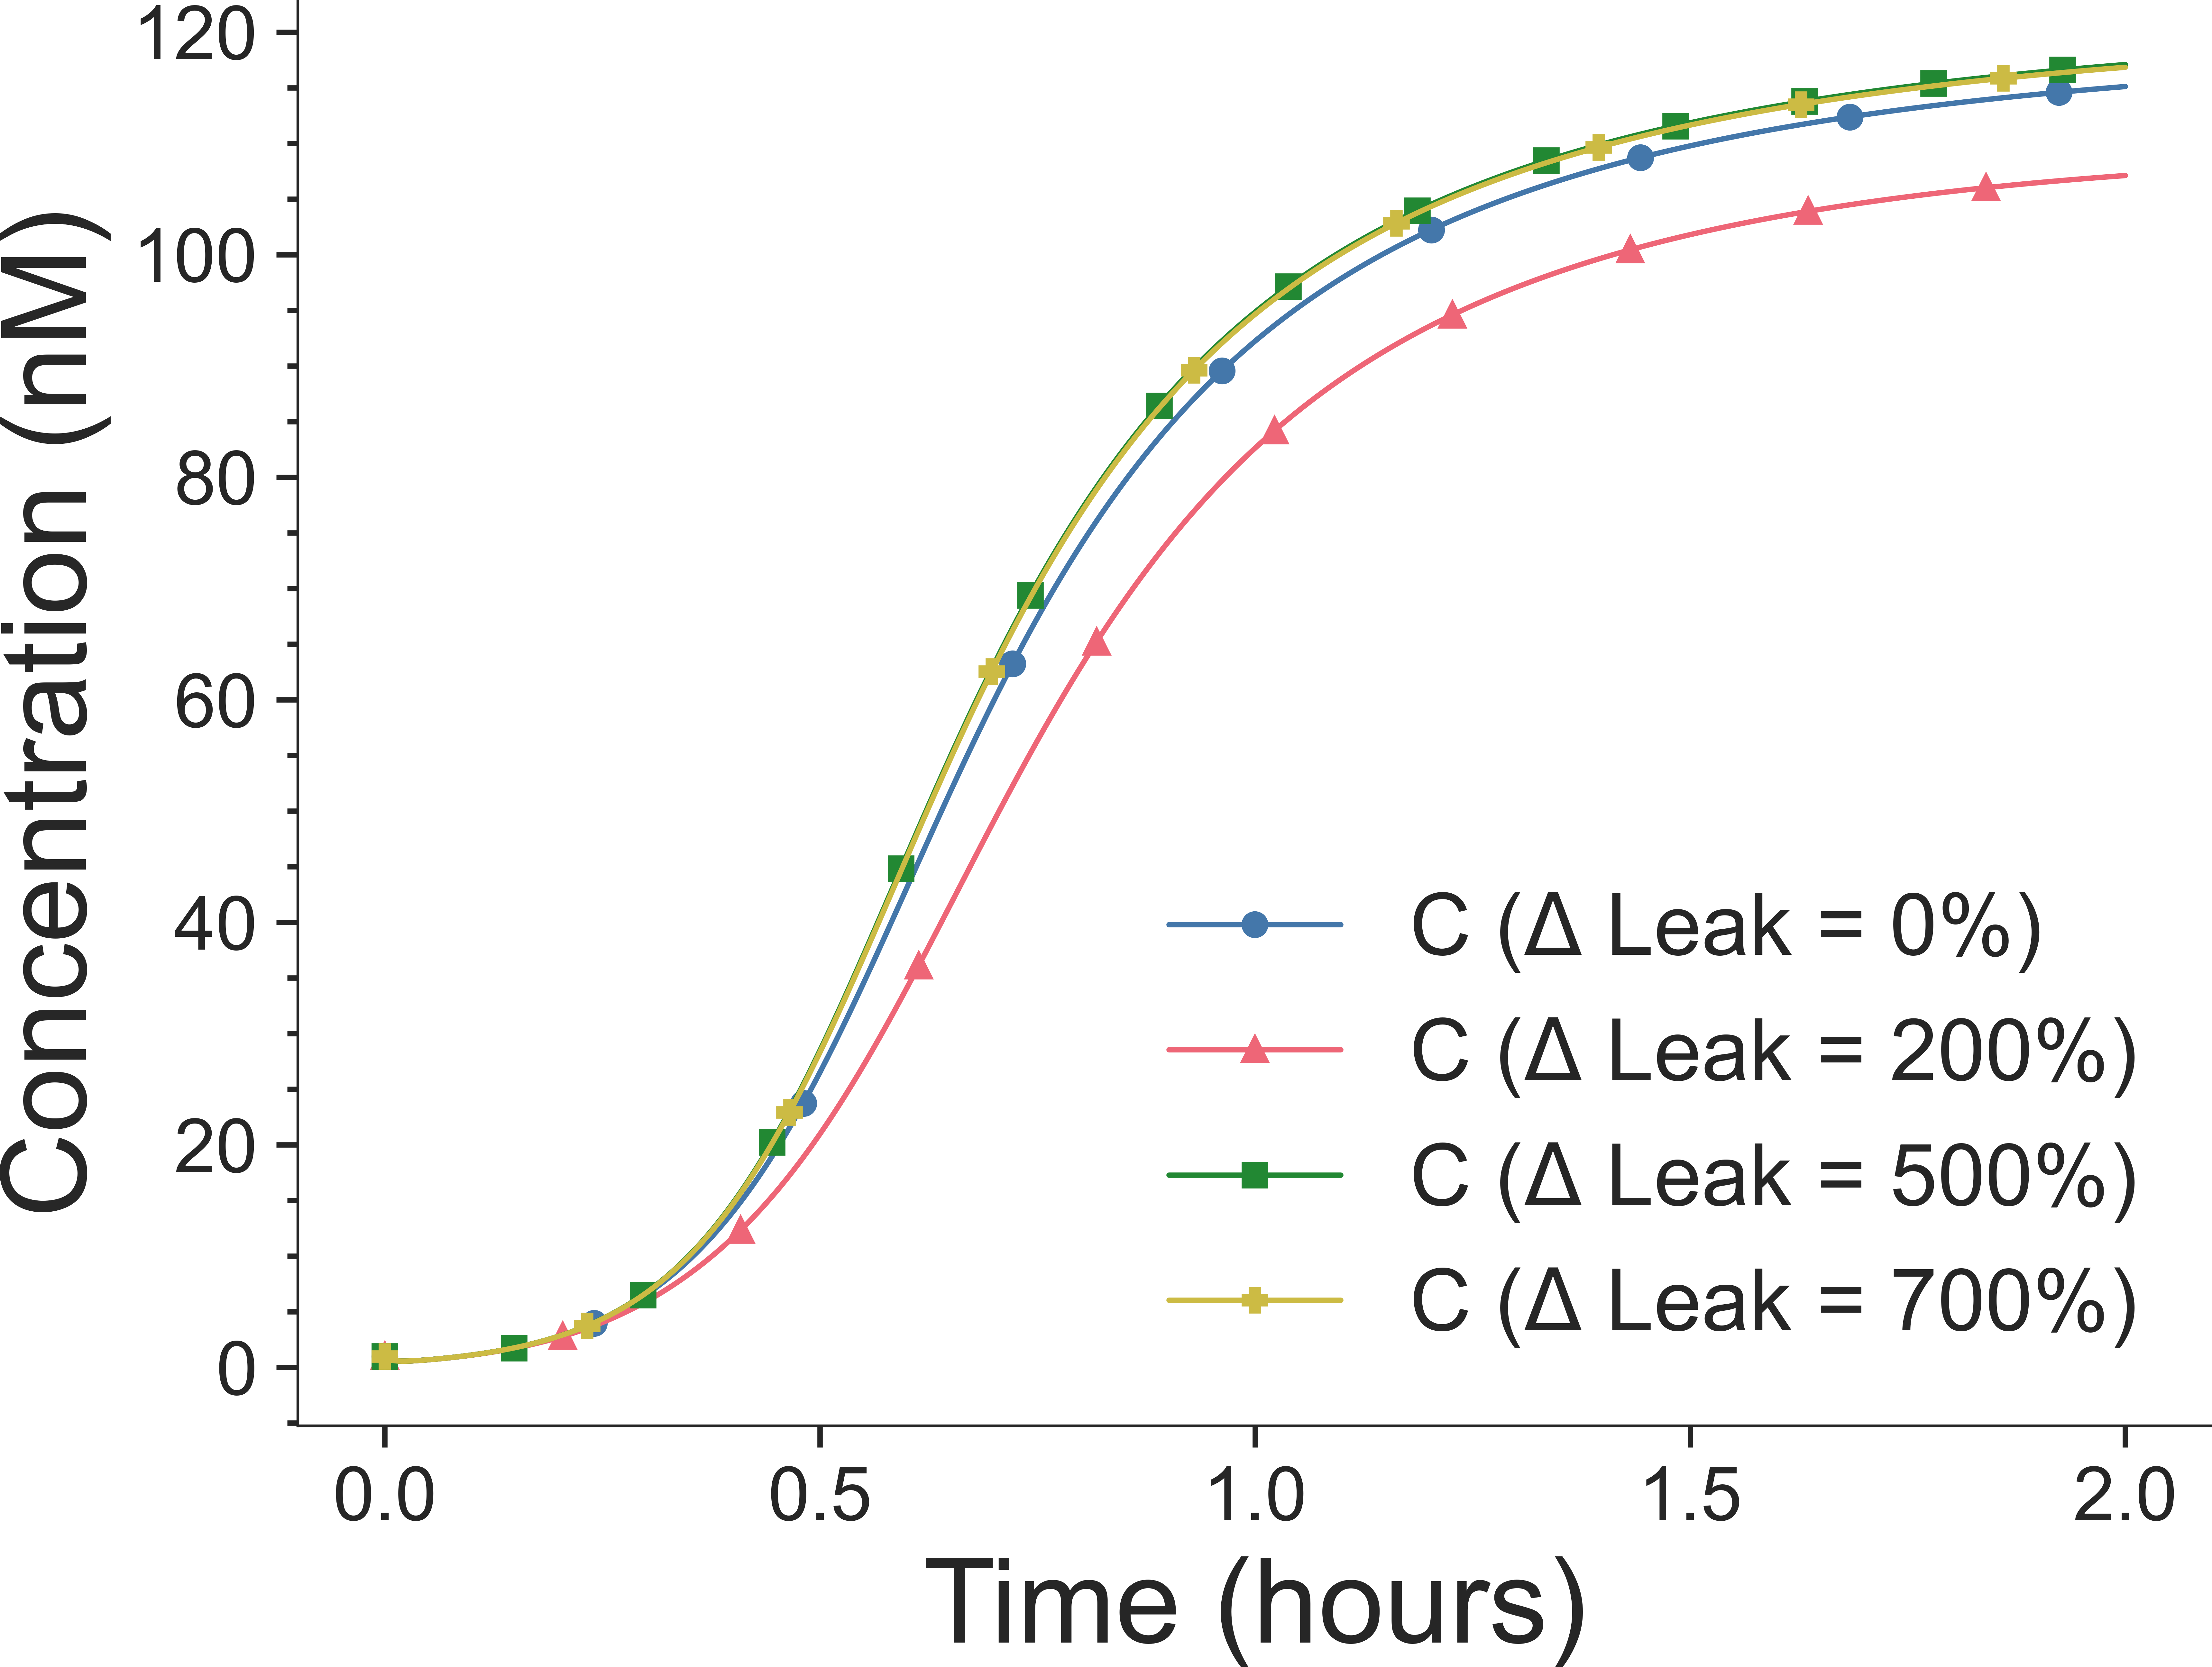 Concentration (nM)
120
100
80
60
40
20
0
C (Δ Leak = 0%)
C (Δ Leak = 200%)
C (Δ Leak = 500%)
C (Δ Leak = 700%)
0.0 0.5 1.0 1.5 2.0
Time (hours)